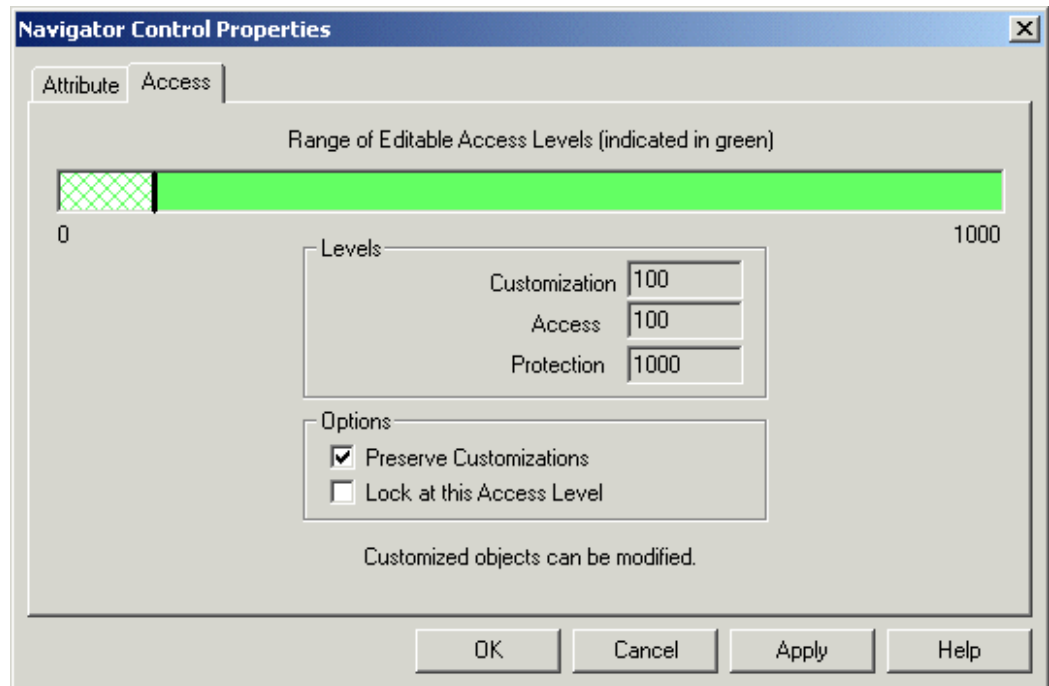 Navigator Control Properties
Attribute Access
Range of Editable Access Levels (indicated in green)
0 1000
Levels
Customization 100
Access 100
Protection 1000
Options
Preserve Customizations
Lock at this Access Level
Customized objects can be modified.
OK Cancel Apply Help